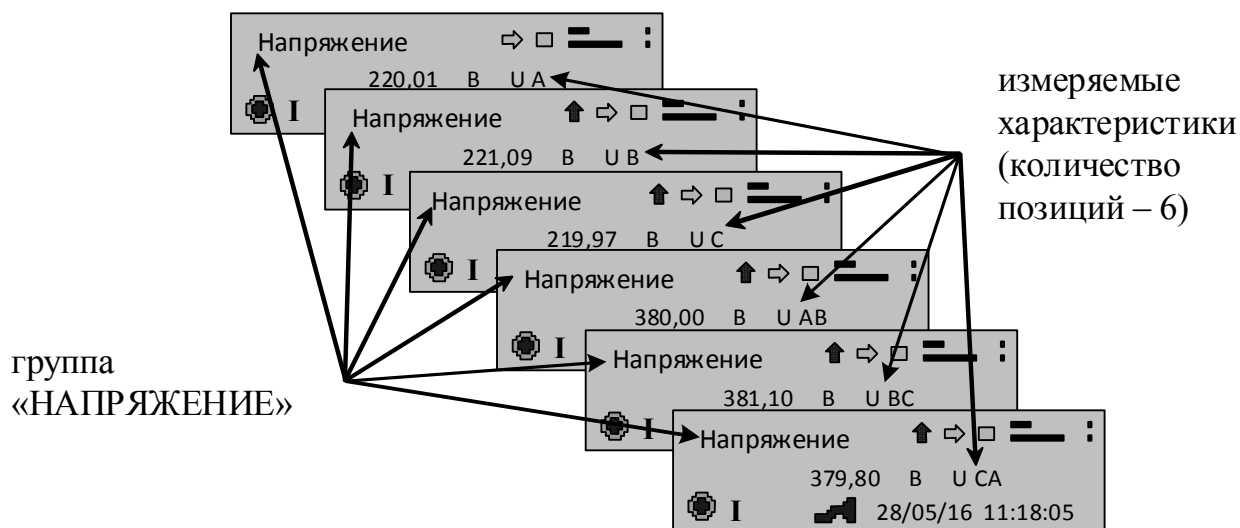 Напряжение
220,01 В U A
I
Напряжение
221,09 В U B
I
Напряжение
219,97 В U C
I
Напряжение
380,00 В U AB
I
Напряжение
381,10 В U BC
I
Напряжение
379,80 В U CA
I 28/05/16 11:18:05
измеряемые
характеристики
(количество
позиций – 6)
группа
«НАПРЯЖЕНИЕ»